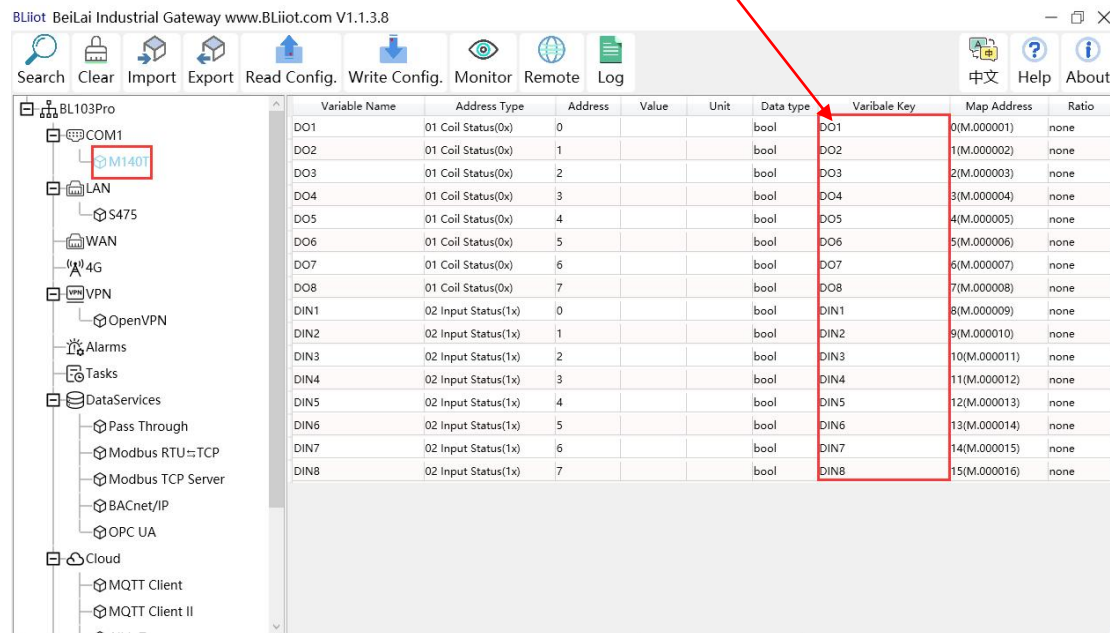 BLiiot BeiLai Industrial Gateway www.BLiiot.com V1.1.3.8
Search Clear Import Export Read Config. Write Config. Monitor Remote Log 中文 Help About
BL103Pro
COM1
M140T
LAN
S475
WAN
4G
VPN VPN
OpenVPN
Alarms
Tasks
DataServices
Pass Through
Modbus RTU⇆TCP
Modbus TCP Server
BACnet/IP
OPC UA
Cloud
MQTT Client
MQTT Client II
Variable Name Address Type Address Value Unit Data type Varibale Key Map Address Ratio
DO1 01 Coil Status(0x) 0 bool DO1 0(M.000001) none
DO2 01 Coil Status(0x) 1 bool DO2 1(M.000002) none
DO3 01 Coil Status(0x) 2 bool DO3 2(M.000003) none
DO4 01 Coil Status(0x) 3 bool DO4 3(M.000004) none
DO5 01 Coil Status(0x) 4 bool DO5 4(M.000005) none
DO6 01 Coil Status(0x) 5 bool DO6 5(M.000006) none
DO7 01 Coil Status(0x) 6 bool DO7 6(M.000007) none
DO8 01 Coil Status(0x) 7 bool DO8 7(M.000008) none
DIN1 02 Input Status(1x) 0 bool DIN1 8(M.000009) none
DIN2 02 Input Status(1x) 1 bool DIN2 9(M.000010) none
DIN3 02 Input Status(1x) 2 bool DIN3 10(M.000011) none
DIN4 02 Input Status(1x) 3 bool DIN4 11(M.000012) none
DIN5 02 Input Status(1x) 4 bool DIN5 12(M.000013) none
DIN6 02 Input Status(1x) 5 bool DIN6 13(M.000014) none
DIN7 02 Input Status(1x) 6 bool DIN7 14(M.000015) none
DIN8 02 Input Status(1x) 7 bool DIN8 15(M.000016) none